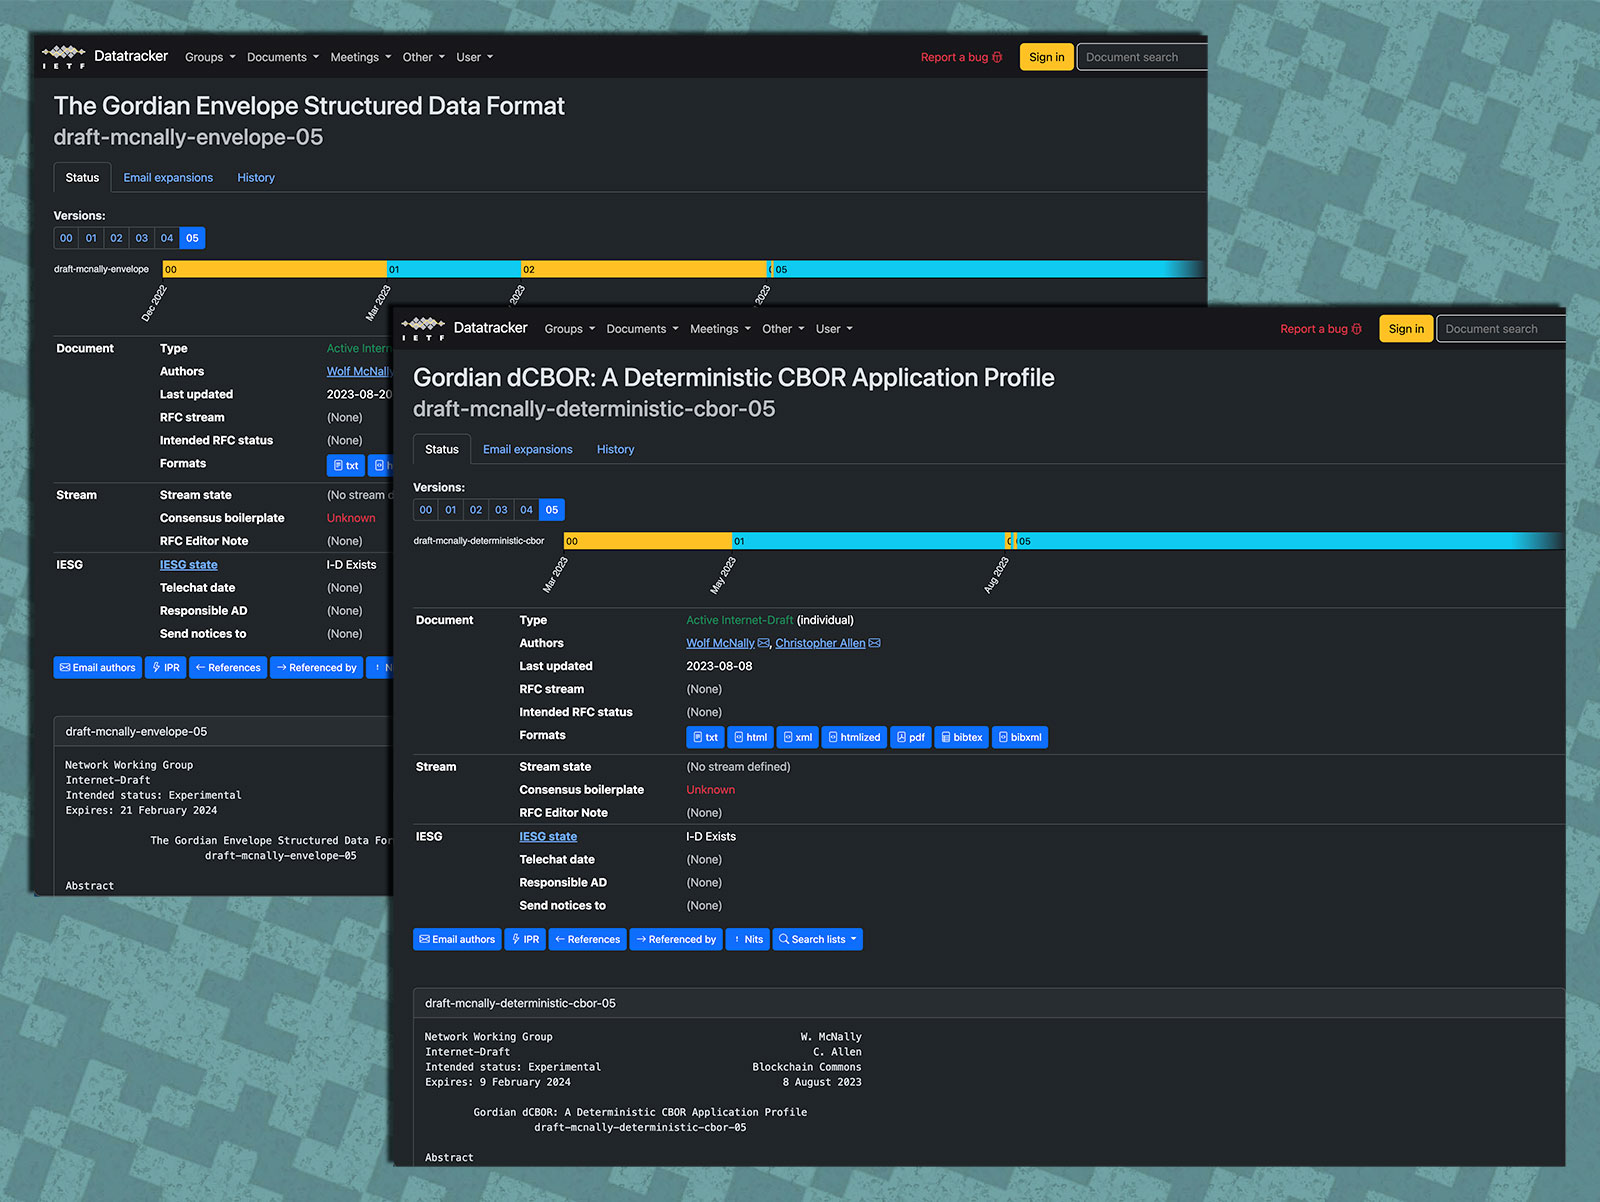 IETF Datatracker Groups Documents Meetings Other User Report a bug Sign in Document search
The Gordian Envelope Structured Data Format
draft-mcnally-envelope-05
Status Email expansions History
Versions:
00 01 02 03 04 05
draft-mcnally-envelope 00 01 02 05
Dec 2022 Mar 2023 2023 2023
Document Type Active Intern
Authors Wolf McNally
Last updated 2023-08-20
RFC stream (None)
Intended RFC status (None)
Formats txt h
Stream Stream state (No stream d
Consensus boilerplate Unknown
RFC Editor Note (None)
IESG IESG state I-D Exists
Telechat date (None)
Responsible AD (None)
Send notices to (None)
Email authors IPR ← References → Referenced by ! N
draft-mcnally-envelope-05
Network Working Group
Internet-Draft
Intended status: Experimental
Expires: 21 February 2024
The Gordian Envelope Structured Data For
draft-mcnally-envelope-05
Abstract
IETF Datatracker Groups Documents Meetings Other User Report a bug Sign in Document search
Gordian dCBOR: A Deterministic CBOR Application Profile
draft-mcnally-deterministic-cbor-05
Status Email expansions History
Versions:
00 01 02 03 04 05
draft-mcnally-deterministic-cbor 00 01 05
Mar 2023 May 2023 Aug 2023
Document Type Active Internet-Draft (individual)
Authors Wolf McNally, Christopher Allen
Last updated 2023-08-08
RFC stream (None)
Intended RFC status (None)
Formats txt html xml htmlized pdf bibtex bibxml
Stream Stream state (No stream defined)
Consensus boilerplate Unknown
RFC Editor Note (None)
IESG IESG state I-D Exists
Telechat date (None)
Responsible AD (None)
Send notices to (None)
Email authors IPR ← References → Referenced by ! Nits Search lists
draft-mcnally-deterministic-cbor-05
Network Working Group W. McNally
Internet-Draft C. Allen
Intended status: Experimental Blockchain Commons
Expires: 9 February 2024 8 August 2023
Gordian dCBOR: A Deterministic CBOR Application Profile
draft-mcnally-deterministic-cbor-05
Abstract